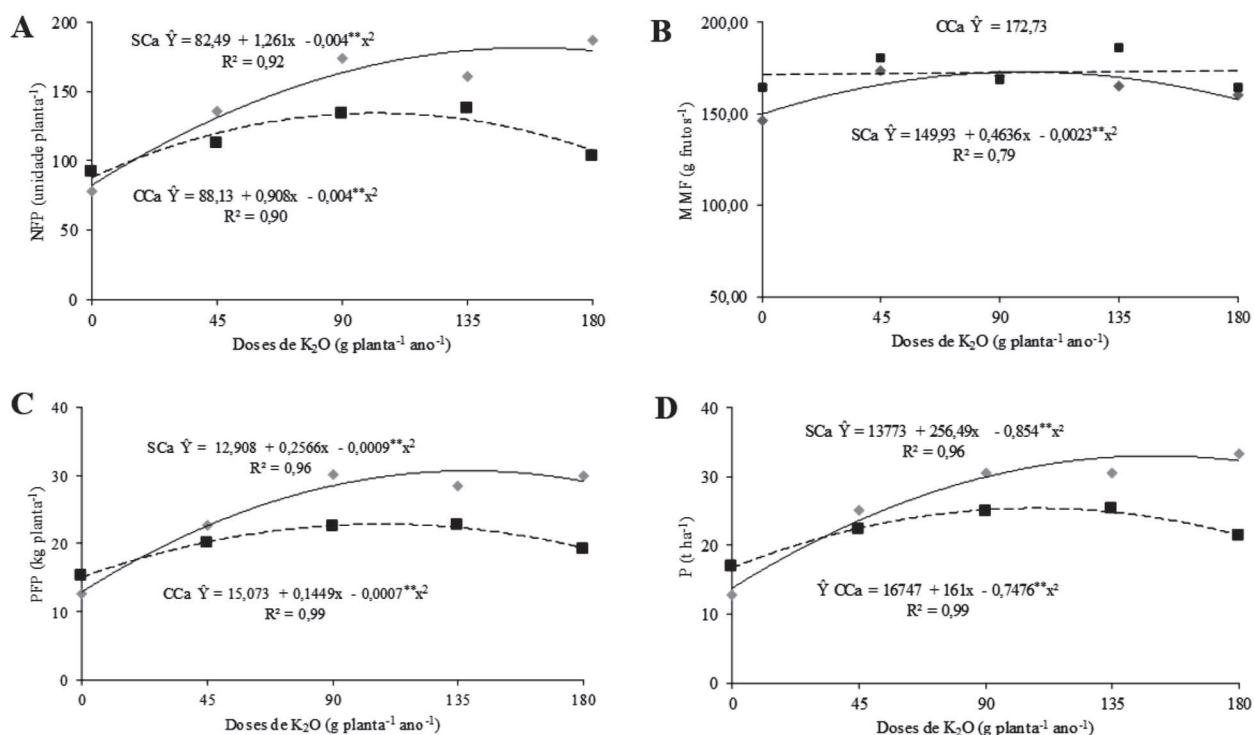 A
200
150
100
50
0
NFP (unidade planta⁻¹)
SCa Ŷ = 82,49 + 1,261x - 0,004**x²
R² = 0,92
CCa Ŷ = 88,13 + 0,908x - 0,004**x²
R² = 0,90
0 45 90 135 180
Doses de K₂O (g planta⁻¹ ano⁻¹)
B
200,00
150,00
100,00
50,00
MMF (g frutos⁻¹)
CCa Ŷ = 172,73
SCa Ŷ = 149,93 + 0,4636x - 0,0023**x²
R² = 0,79
0 45 90 135 180
Doses de K₂O (g planta⁻¹ ano⁻¹)
C
40
30
20
10
0
PFP (kg planta⁻¹)
SCa Ŷ = 12,908 + 0,2566x - 0,0009**x²
R² = 0,96
CCa Ŷ = 15,073 + 0,1449x - 0,0007**x²
R² = 0,99
0 45 90 135 180
Doses de K₂O (g planta⁻¹ ano⁻¹)
D
40
30
20
10
0
P (t ha⁻¹)
SCa Ŷ = 13773 + 256,49x - 0,854**x²
R² = 0,96
Ŷ CCa = 16747 + 161x - 0,7476**x²
R² = 0,99
0 45 90 135 180
Doses de K₂O (g planta⁻¹ ano⁻¹)